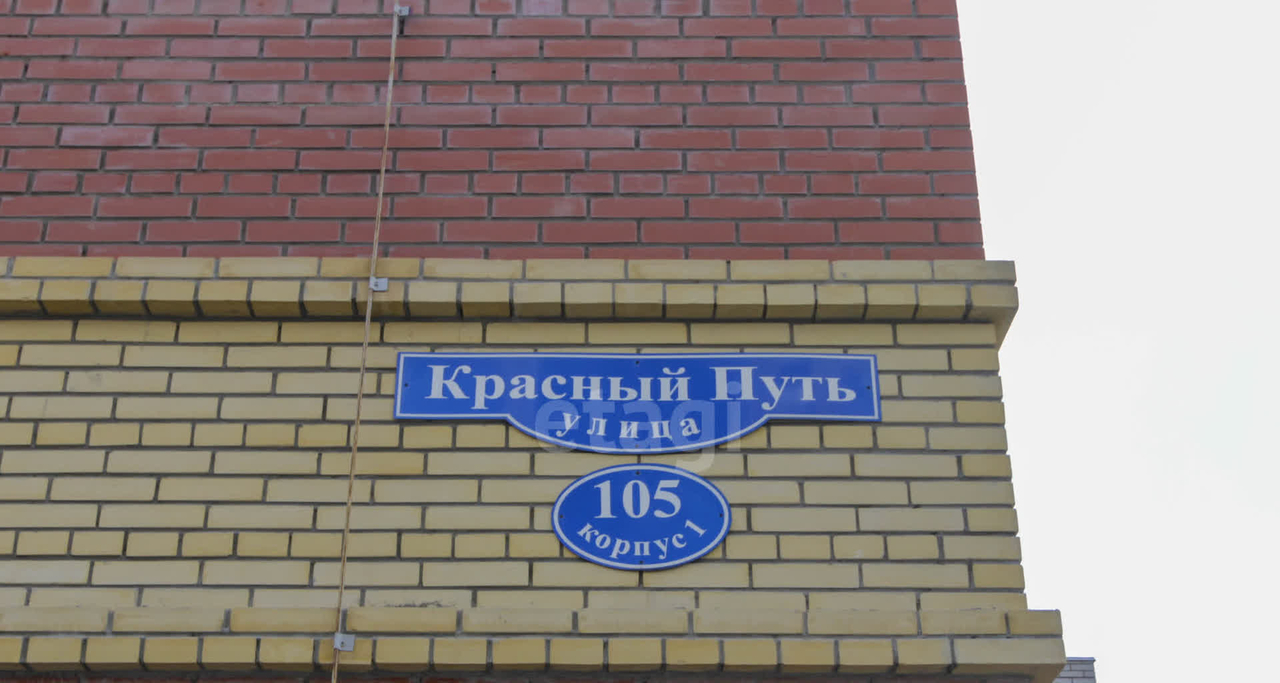 Красный Путь
улица
etagi
105
корпус 1